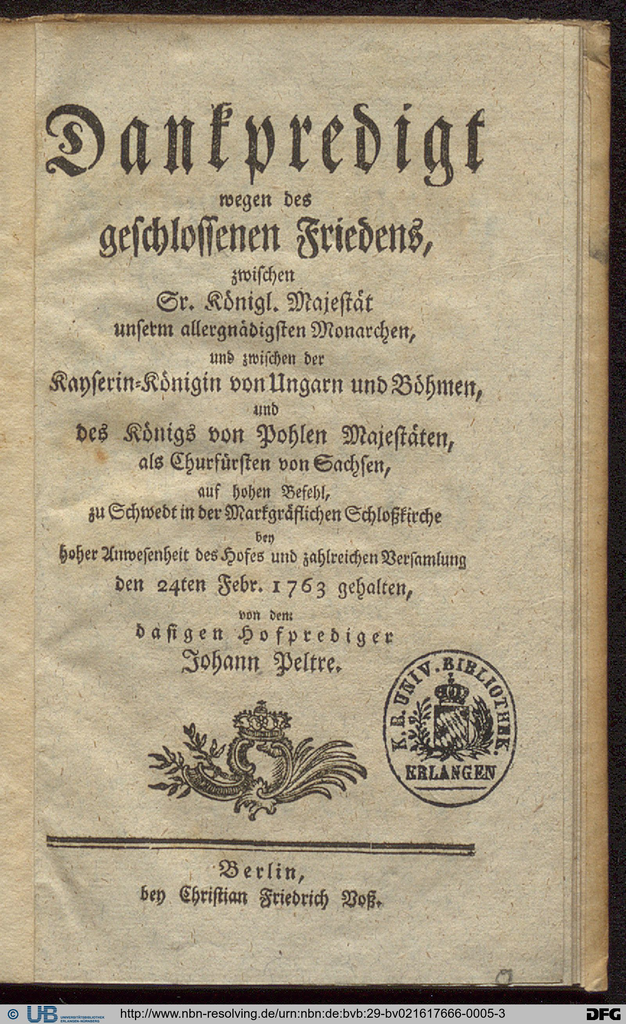 Dankpredigt
wegen des
geschlossenen Friedens,
zwischen
Sr. Königl. Majestät
unserm allergnädigsten Monarchen,
und zwischen der
Kayserin-Königin von Ungarn und Böhmen,
und
des Königs von Pohlen Majestäten,
als Churfürsten von Sachsen,
auf hohen Befehl,
zu Schwedt in der Markgräflichen Schloßkirche
bey
hoher Anwesenheit des Hofes und zahlreichen Versamlung
den 24ten Febr. 1763 gehalten,
von dem
dasigen Hofprediger
Johann Peltre.
K. B. UNIV. BIBLIOTHEK.
ERLANGEN
Berlin,
bey Christian Friedrich Voß.
© UB UNIVERSITÄTSBIBLIOTHEK
ERLANGEN-NÜRNBERG
http://www.nbn-resolving.de/urn:nbn:de:bvb:29-bv021617666-0005-3
DFG